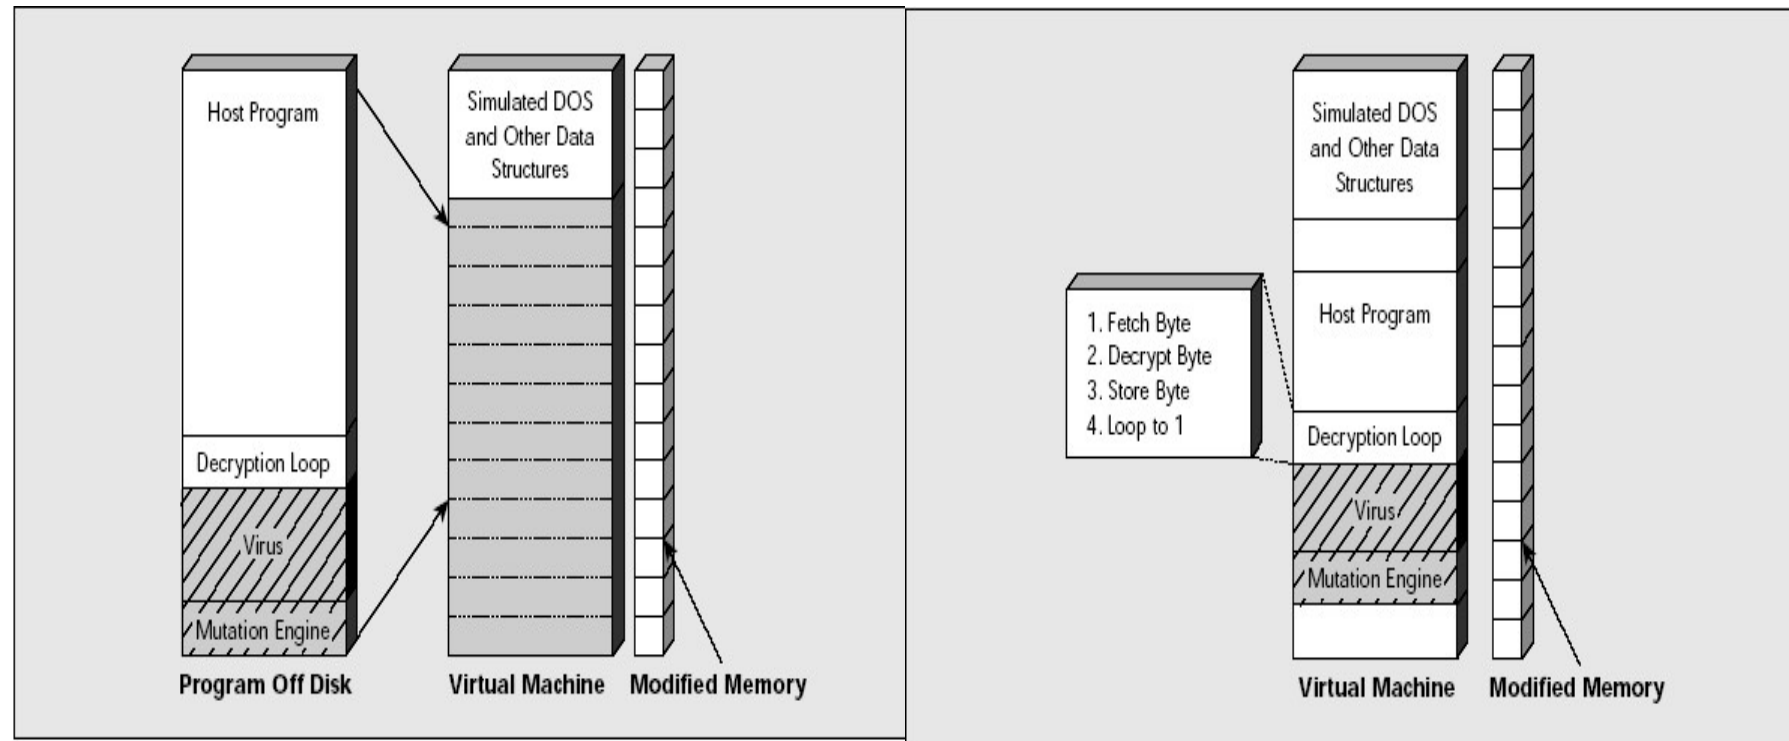 Host Program
Decryption Loop
Virus
Mutation Engine
Program Off Disk
Simulated DOS
and Other Data
Structures
Virtual Machine
Modified Memory
1. Fetch Byte
2. Decrypt Byte
3. Store Byte
4. Loop to 1
Simulated DOS
and Other Data
Structures
Host Program
Decryption Loop
Virus
Mutation Engine
Virtual Machine
Modified Memory